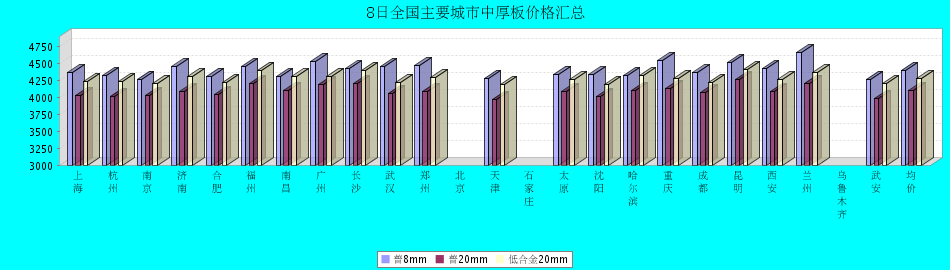 8日全国主要城市中厚板价格汇总
4750
4500
4250
4000
3750
3500
3250
3000
上海
杭州
南京
济南
合肥
福州
南昌
广州
长沙
武汉
郑州
北京
天津
石家庄
太原
沈阳
哈尔滨
重庆
成都
昆明
西安
兰州
乌鲁木齐
武安
均价
普8mm
普20mm
低合金20mm